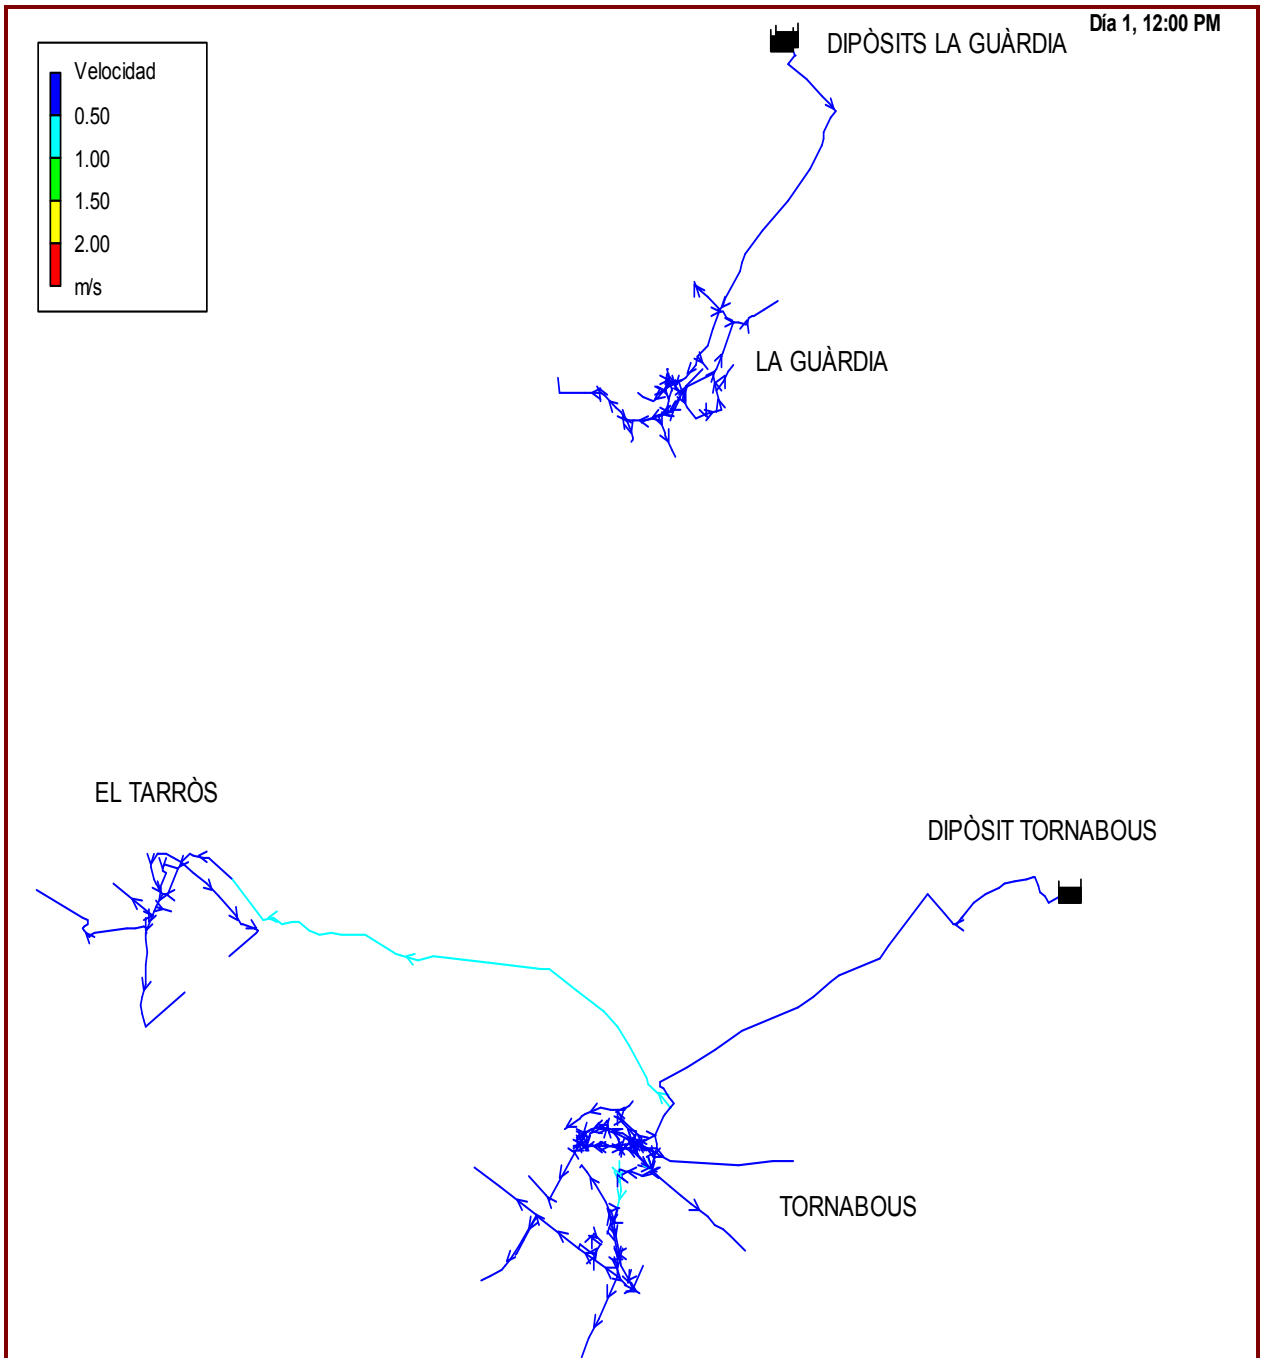 Día 1, 12:00 PM
DIPÒSITS LA GUÀRDIA
Velocidad
0.50
1.00
1.50
2.00
m/s
LA GUÀRDIA
EL TARRÒS
DIPÒSIT TORNABOUS
TORNABOUS